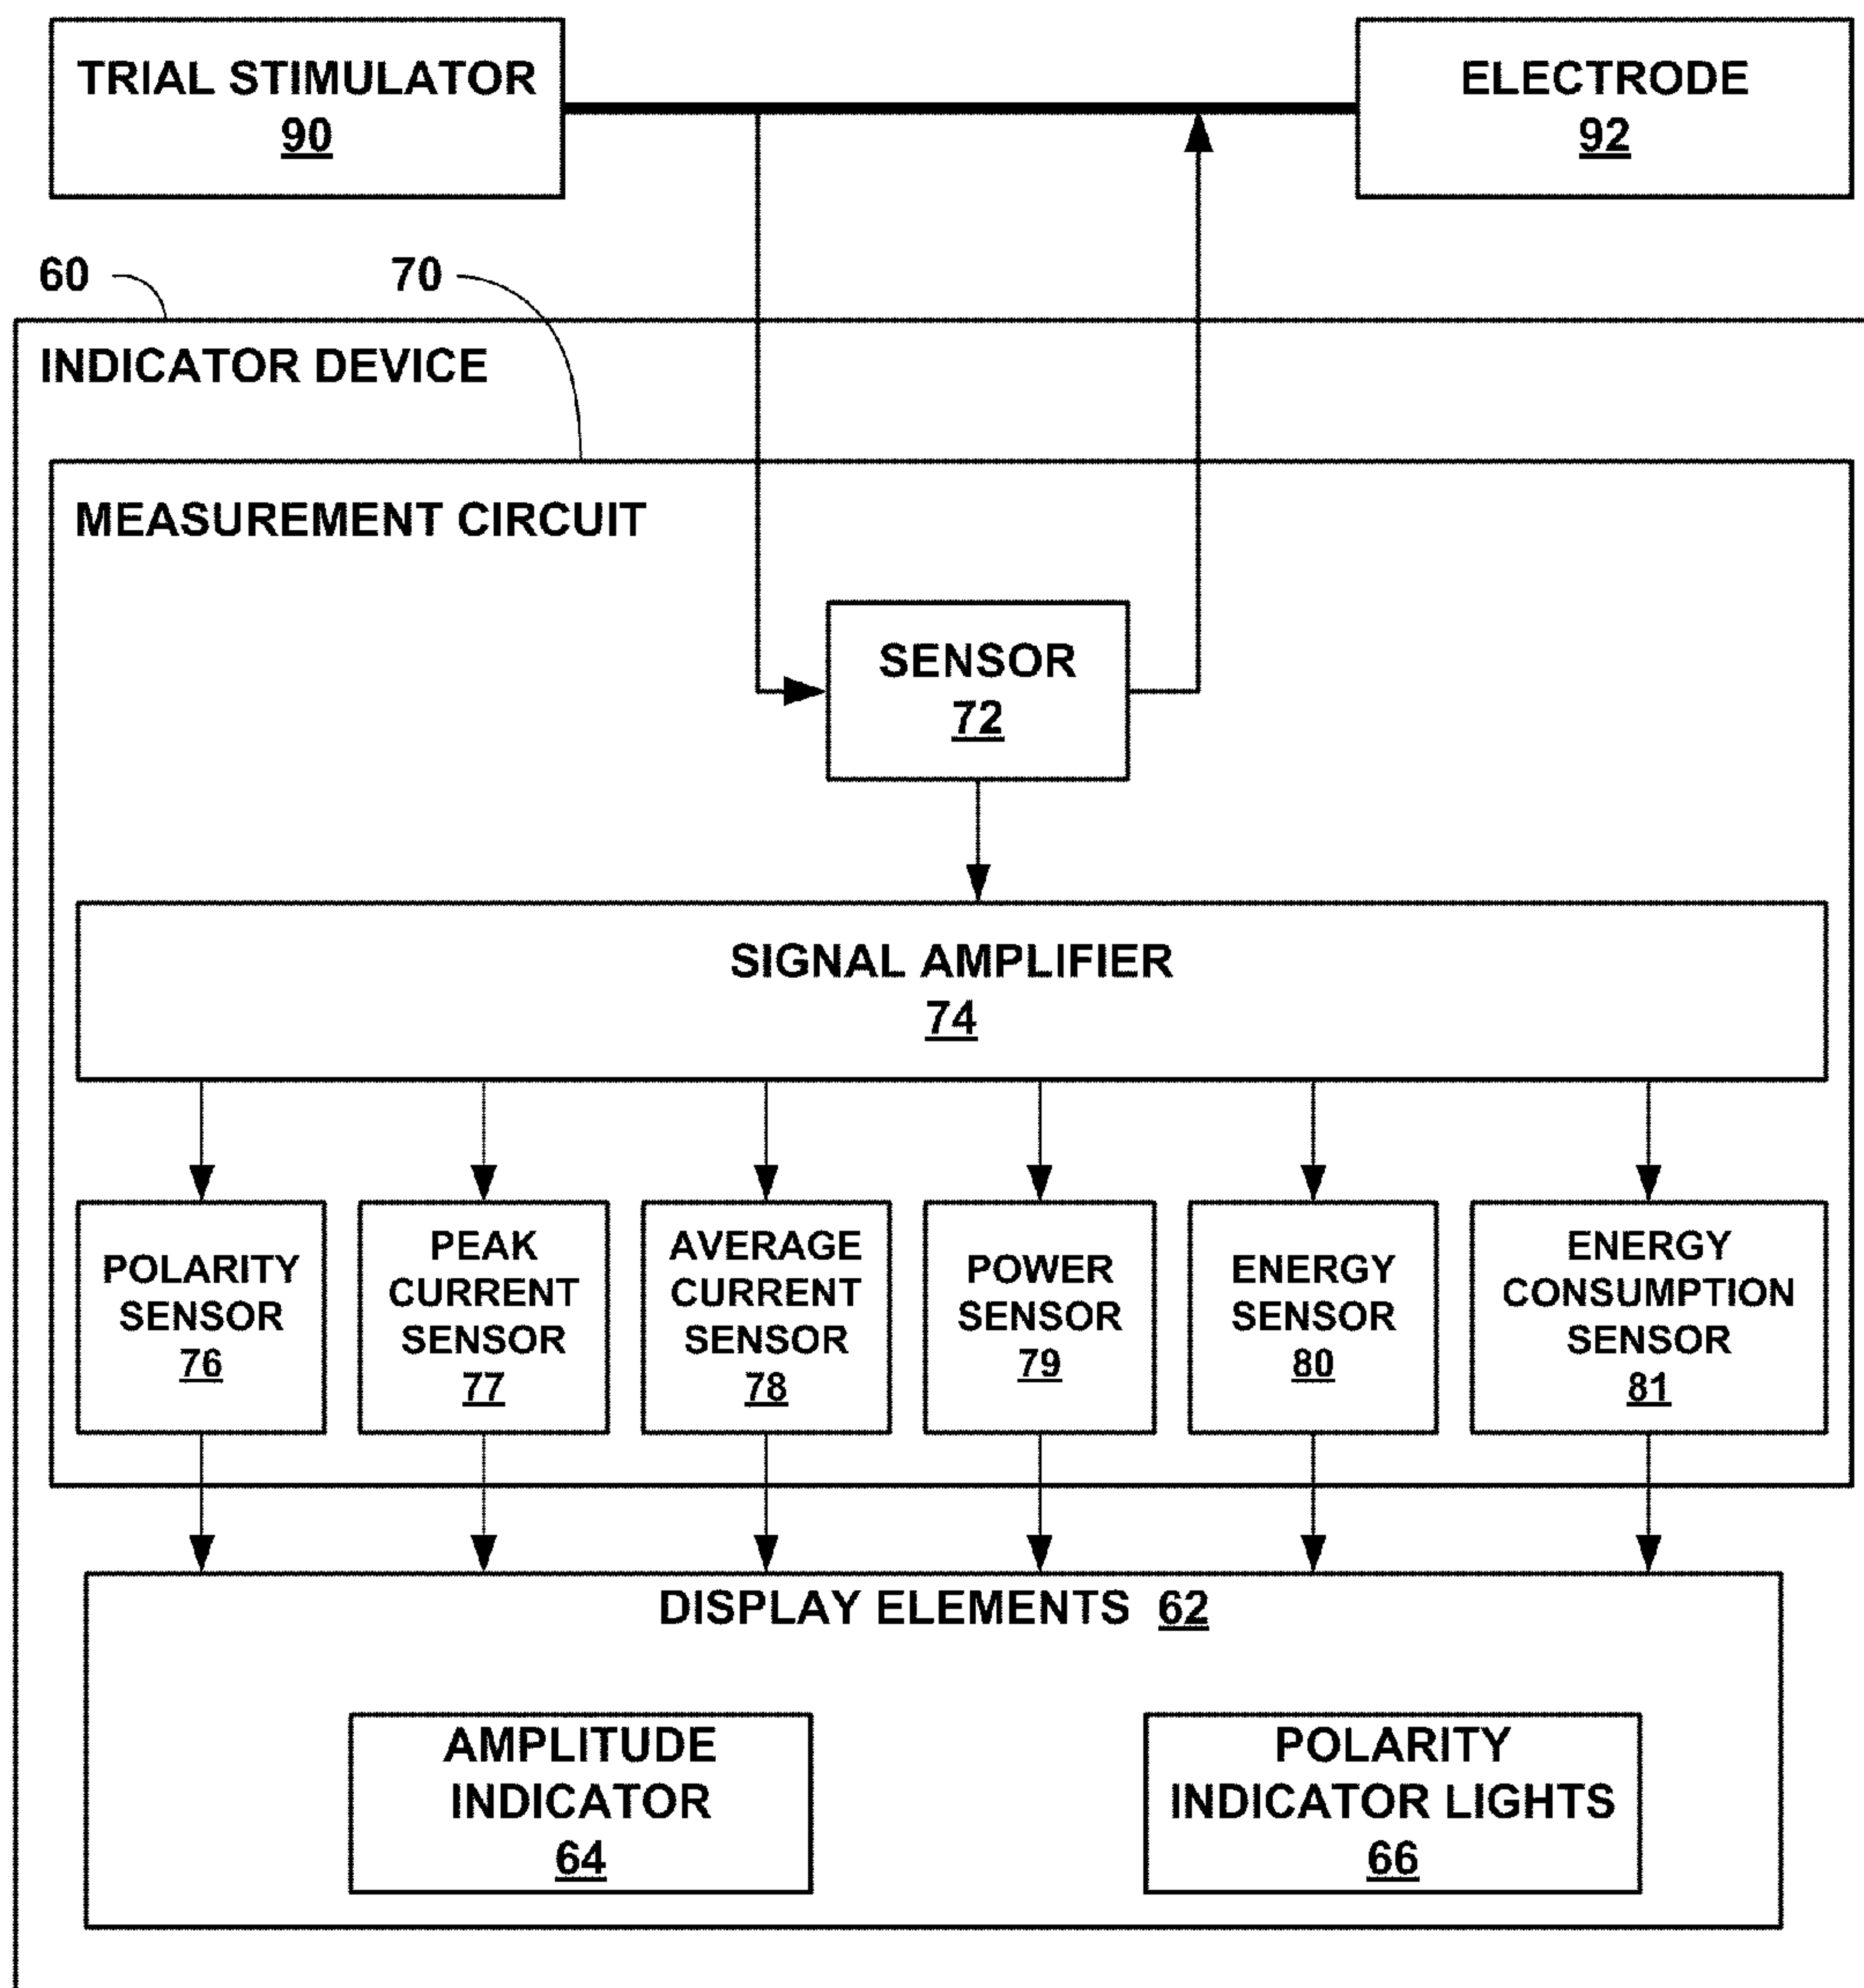 TRIAL STIMULATOR
90
ELECTRODE
92
60
70
INDICATOR DEVICE
MEASUREMENT CIRCUIT
SENSOR
72
SIGNAL AMPLIFIER
74
POLARITY
SENSOR
76
PEAK
CURRENT
SENSOR
77
AVERAGE
CURRENT
SENSOR
78
POWER
SENSOR
79
ENERGY
SENSOR
80
ENERGY
CONSUMPTION
SENSOR
81
DISPLAY ELEMENTS 62
AMPLITUDE
INDICATOR
64
POLARITY
INDICATOR LIGHTS
66